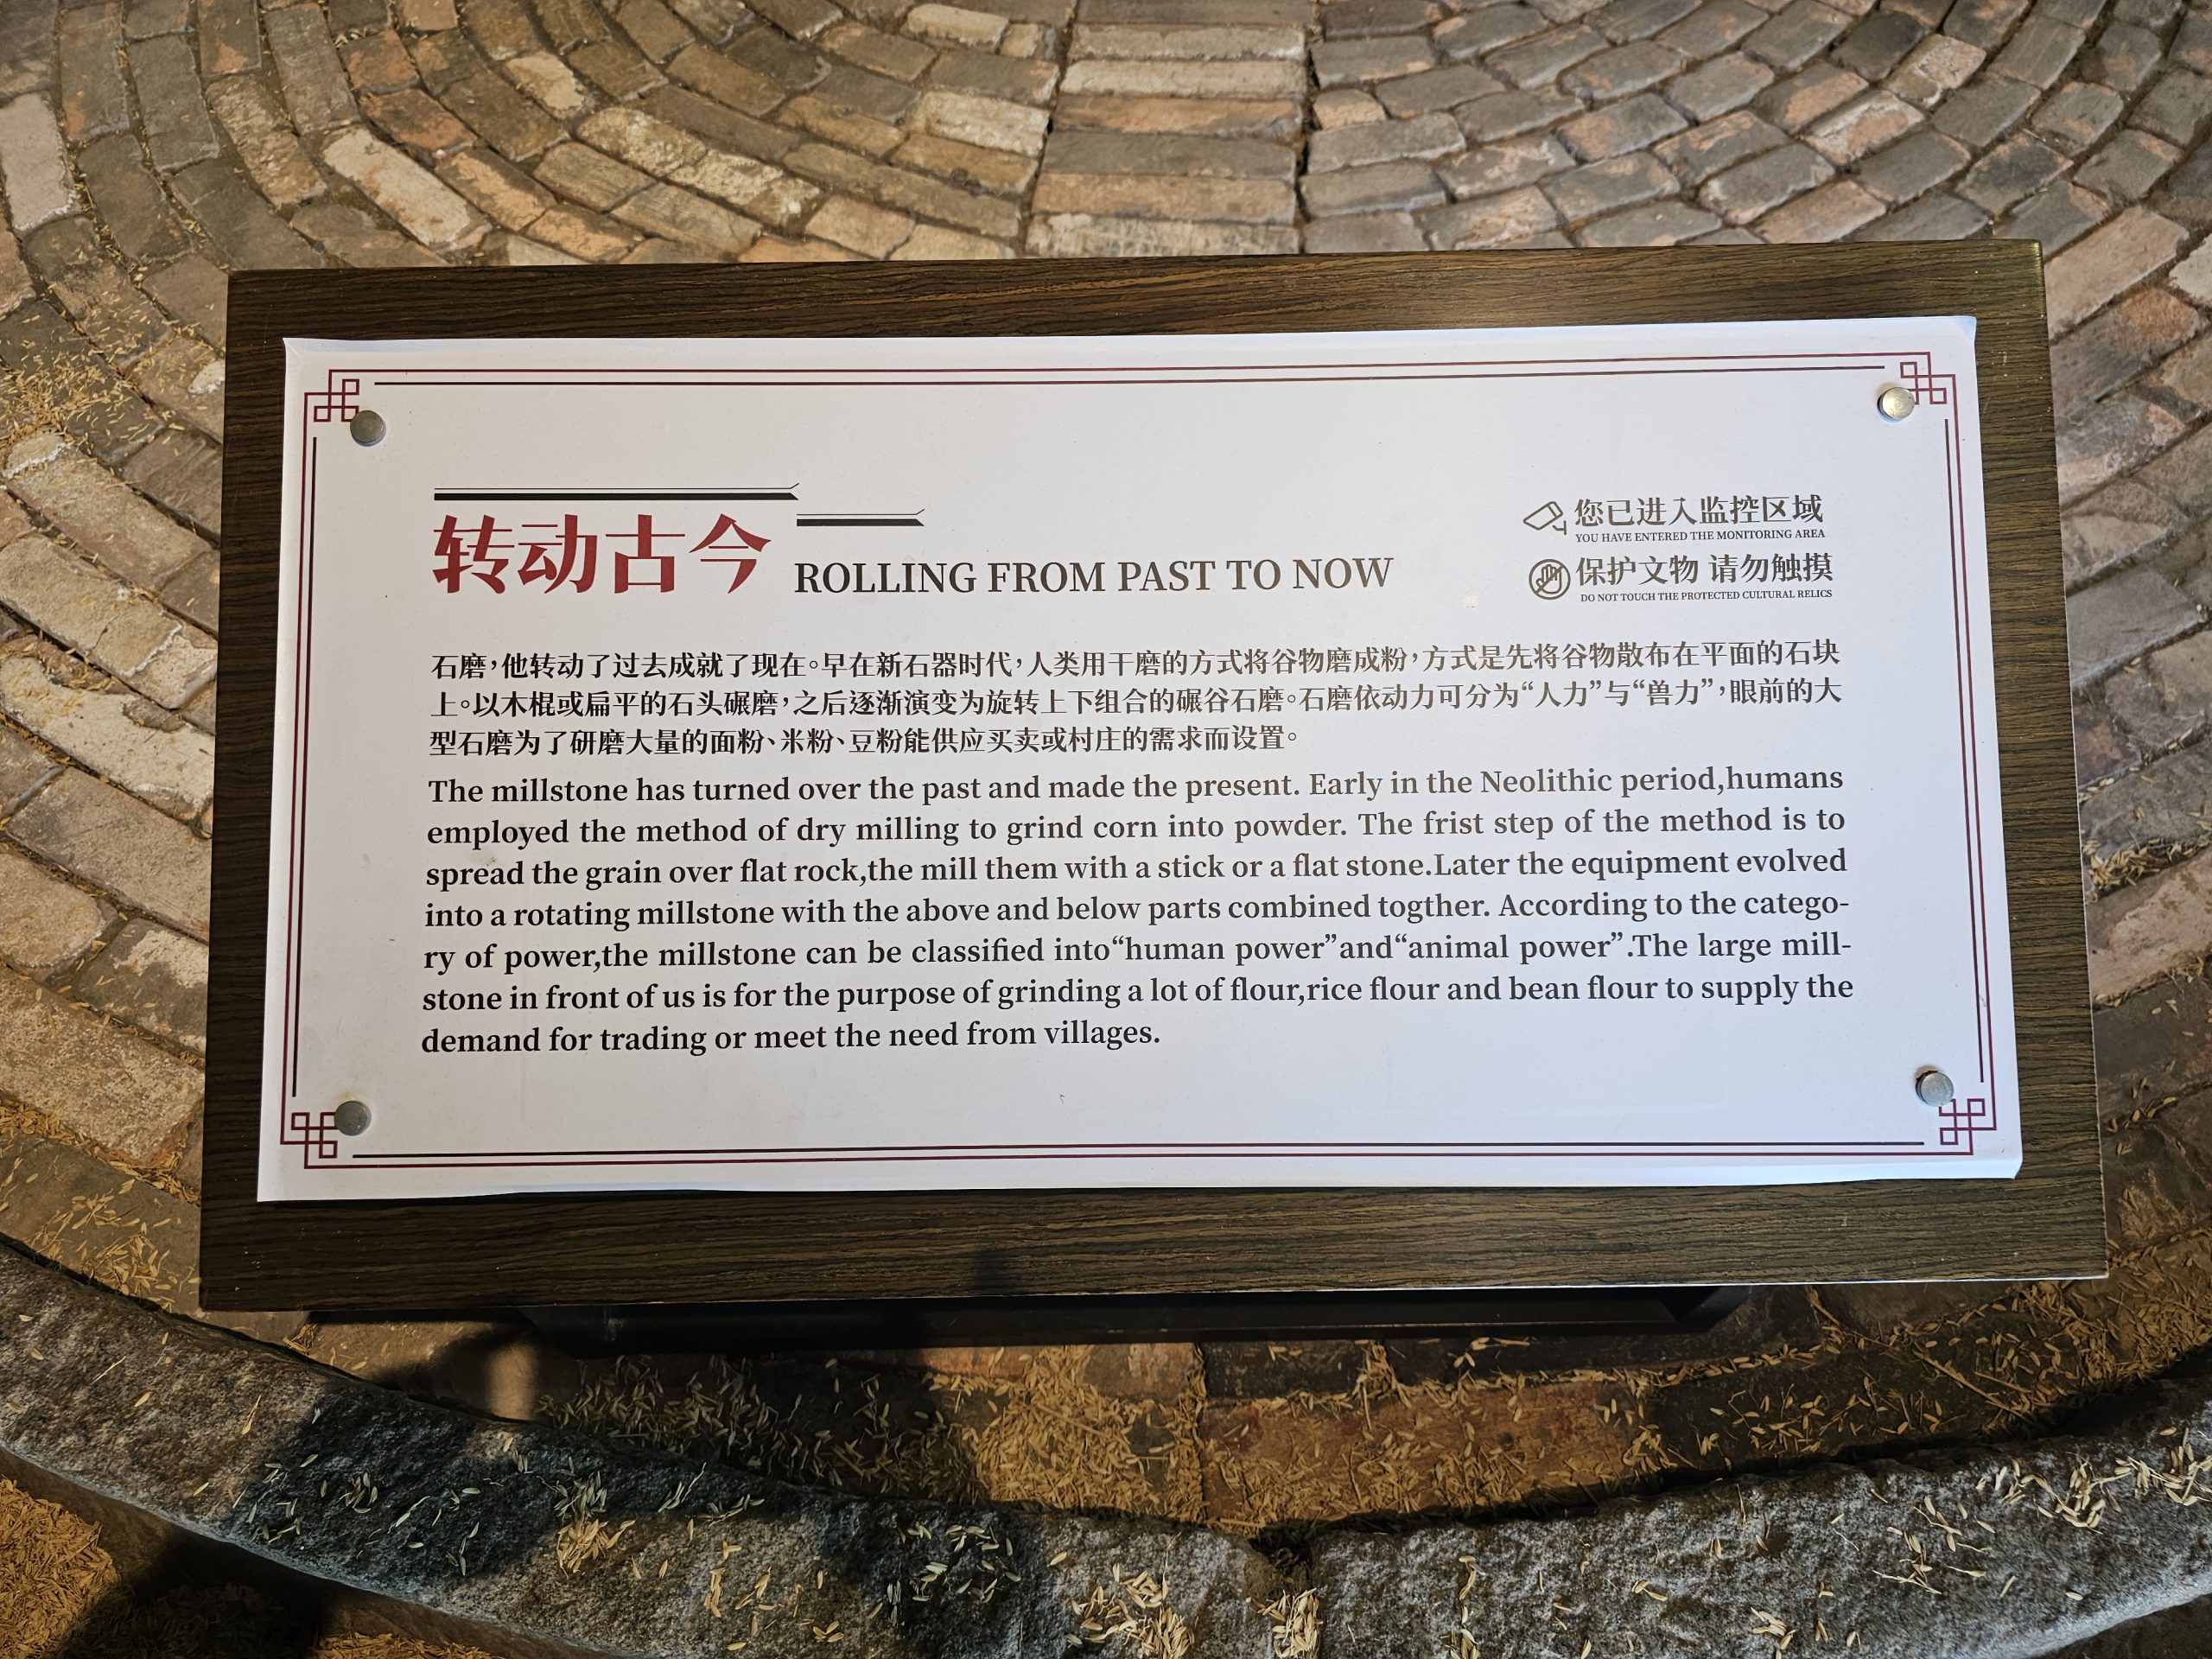 转动古今
ROLLING FROM PAST TO NOW
您已进入监控区域
YOU HAVE ENTERED THE MONITORING AREA
保护文物 请勿触摸
DO NOT TOUCH THE PROTECTED CULTURAL RELICS
石磨，他转动了过去成就了现在。早在新石器时代，人类用干磨的方式将谷物磨成粉，方式是先将谷物散布在平面的石块
上。以木棍或扁平的石头碾磨，之后逐渐演变为旋转上下组合的碾谷石磨。石磨依动力可分为“人力”与“兽力”，眼前的大
型石磨为了研磨大量的面粉、米粉、豆粉能供应买卖或村庄的需求而设置。
The millstone has turned over the past and made the present. Early in the Neolithic period,humans
employed the method of dry milling to grind corn into powder. The frist step of the method is to
spread the grain over flat rock,the mill them with a stick or a flat stone.Later the equipment evolved
into a rotating millstone with the above and below parts combined togther. According to the catego-
ry of power,the millstone can be classified into“human power”and“animal power”.The large mill-
stone in front of us is for the purpose of grinding a lot of flour,rice flour and bean flour to supply the
demand for trading or meet the need from villages.